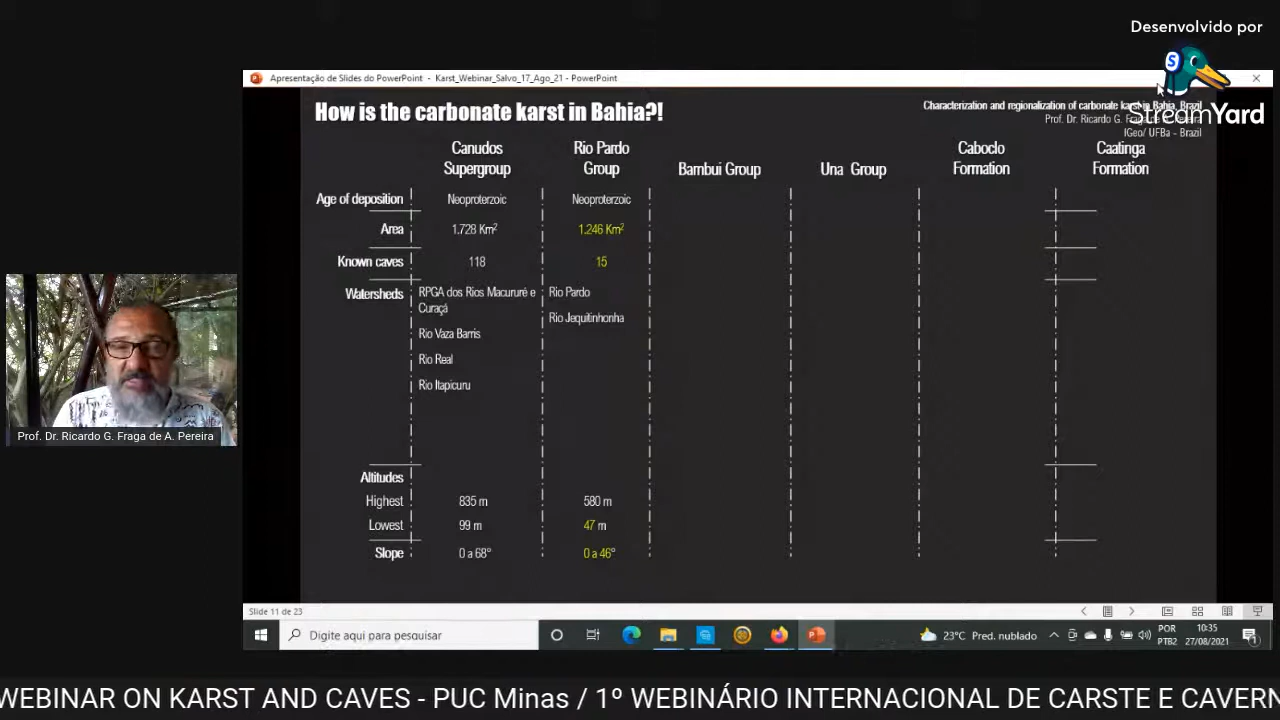 Desenvolvido por
StreamYard
Apresentação de Slides do PowerPoint - Karst_Webinar_Salvo_17_Ago_21 - PowerPoint
How is the carbonate karst in Bahia?!
Characterization and regionalization of carbonate karst in Bahia, Brazil
Prof. Dr. Ricardo G. Fraga de A. Pereira
IGeo/ UFBa - Brazil
Canudos Supergroup
Rio Pardo Group
Bambui Group
Una Group
Caboclo Formation
Caatinga Formation
Age of deposition Neoproterzoic Neoproterzoic
Area 1.728 Km² 1.246 Km²
Known caves 118 15
Watersheds RPGA dos Rios Macururé e Rio Pardo
Curaçá
Rio Jequitinhonha
Rio Vaza Barris
Rio Real
Rio Itapicuru
Altitudes
Highest 835 m 580 m
Lowest 99 m 47 m
Slope 0 a 68° 0 a 46°
Prof. Dr. Ricardo G. Fraga de A. Pereira
Slide 11 de 23
Digite aqui para pesquisar
23°C Pred. nublado
POR
PTB2
10:35
27/08/2021
WEBINAR ON KARST AND CAVES - PUC Minas / 1º WEBINÁRIO INTERNACIONAL DE CARSTE E CAVERN